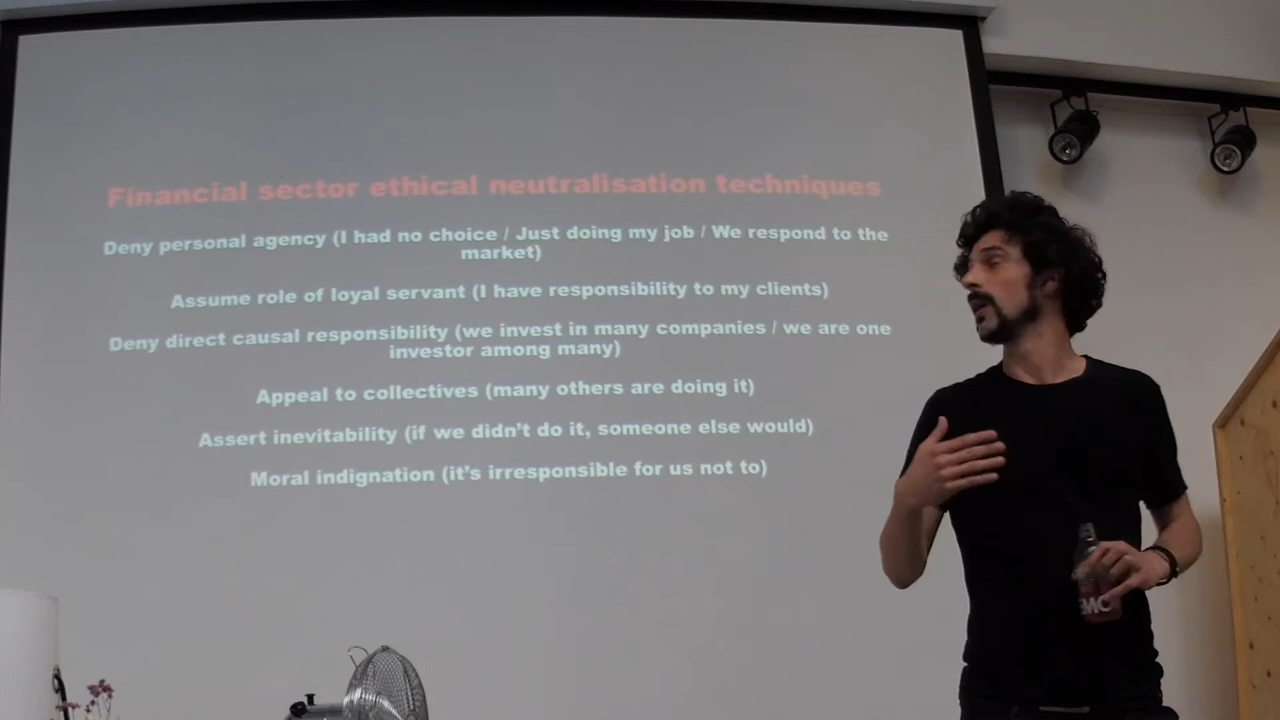 Financial sector ethical neutralisation techniques
Deny personal agency (I had no choice / Just doing my job / We respond to the
market)
Assume role of loyal servant (I have responsibility to my clients)
Deny direct causal responsibility (we invest in many companies / we are one
investor among many)
Appeal to collectives (many others are doing it)
Assert inevitability (if we didn't do it, someone else would)
Moral indignation (it's irresponsible for us not to)